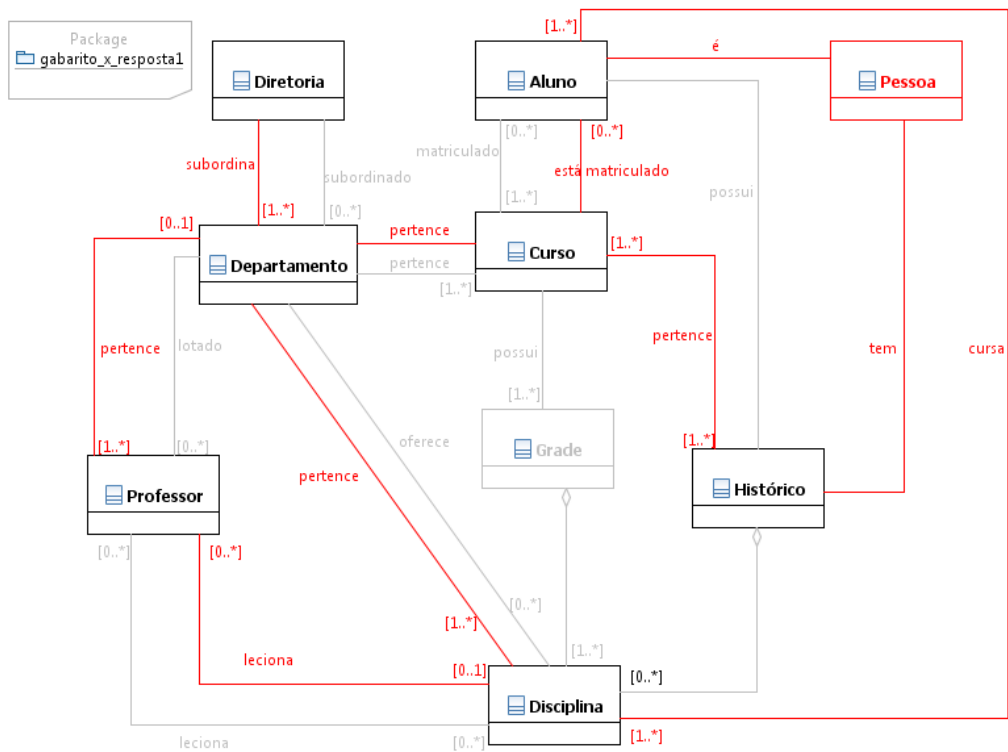 Package
gabarito_x_resposta1
[1..*]
é
Diretoria
Aluno
Pessoa
[0..*]
[0..*]
matriculado
subordina
está matriculado
subordinado
possui
[1..*]
[1..*]
[0..*]
[0..1]
pertence
[1..*]
Curso
Departamento
pertence
[1..*]
pertence
lotado
possui
pertence
tem
cursa
[1..*]
oferece
[1..*]
[0..*]
[1..*]
Grade
pertence
Professor
Histórico
[0..*]
[0..*]
[0..*]
[1..*]
[1..*]
leciona
[0..1]
[0..*]
Disciplina
leciona
[0..*]
[1..*]